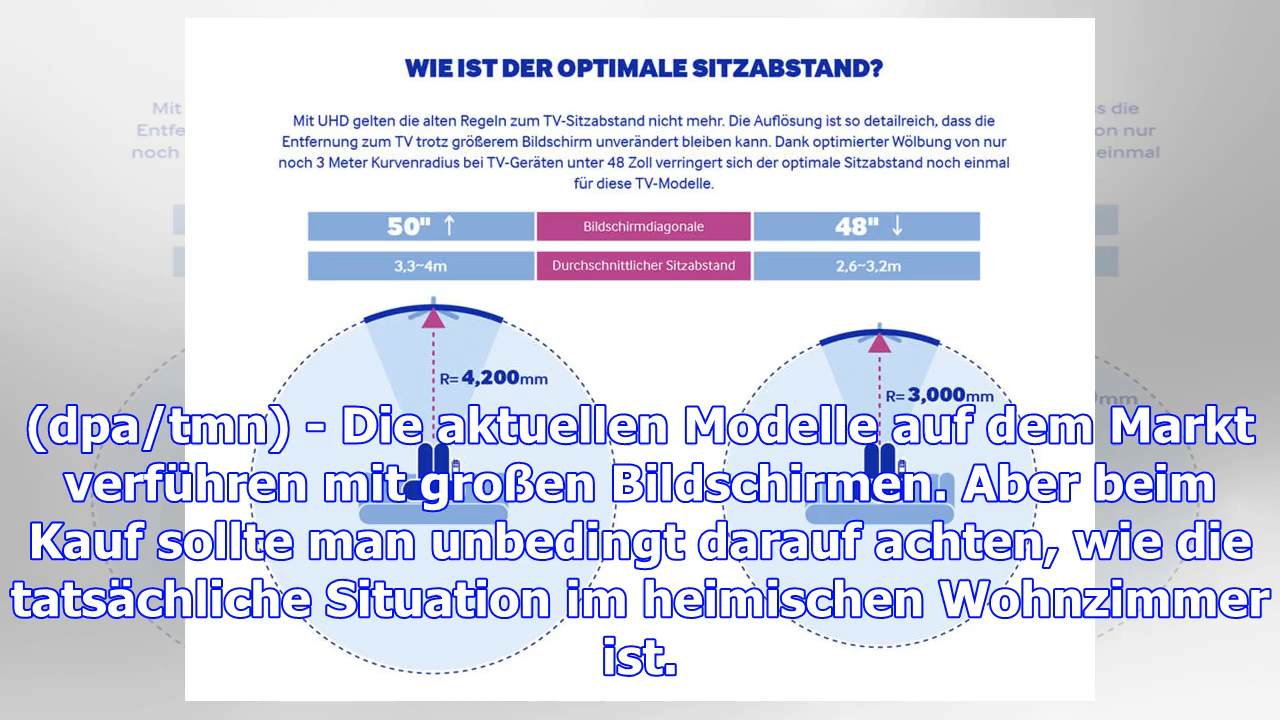 WIE IST DER OPTIMALE SITZABSTAND?
Mit UHD gelten die alten Regeln zum TV-Sitzabstand nicht mehr. Die Auflösung ist so detailreich, dass die
Entfernung zum TV trotz größerem Bildschirm unverändert bleiben kann. Dank optimierter Wölbung von nur
noch 3 Meter Kurvenradius bei TV-Geräten unter 48 Zoll verringert sich der optimale Sitzabstand noch einmal
für diese TV-Modelle.
50" ↑ Bildschirmdiagonale 48" ↓
3,3~4m Durchschnittlicher Sitzabstand 2,6~3,2m
R= 4,200mm
R= 3,000mm
(dpa/tmn) - Die aktuellen Modelle auf dem Markt
verführen mit großen Bildschirmen. Aber beim
Kauf sollte man unbedingt darauf achten, wie die
tatsächliche Situation im heimischen Wohnzimmer
ist.